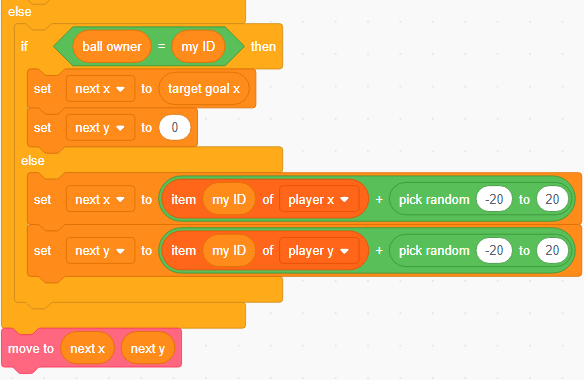 else
if ball owner = my ID then
set next x to target goal x
set next y to 0
else
set next x to item my ID of player x + pick random -20 to 20
set next y to item my ID of player y + pick random -20 to 20
move to next x next y